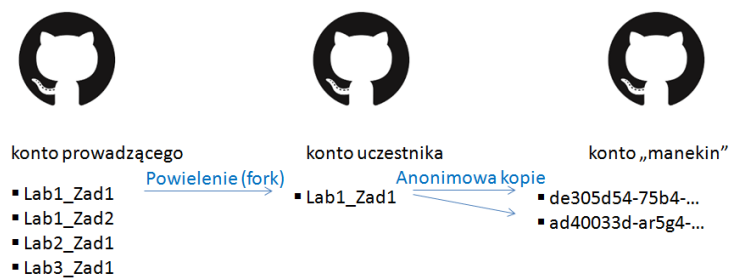 konto prowadzącego
konto uczestnika
konto „manekin”
Powielenie (fork)
Anonimowa kopie
▪ Lab1_Zad1
▪ Lab1_Zad2
▪ Lab2_Zad1
▪ Lab3_Zad1
▪ Lab1_Zad1
▪ de305d54-75b4-...
▪ ad40033d-ar5g4-...